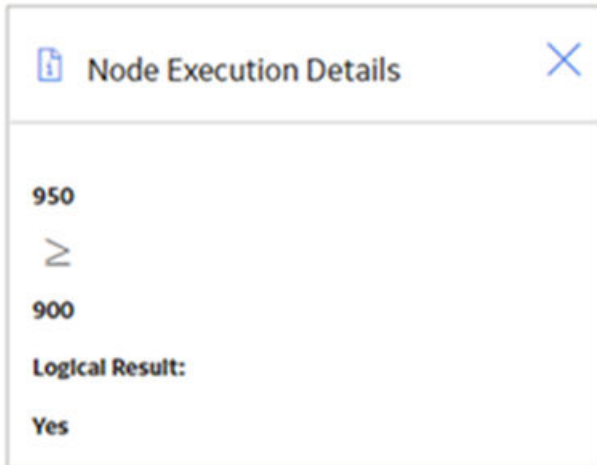 Node Execution Details
950
≥
900
Logical Result:
Yes